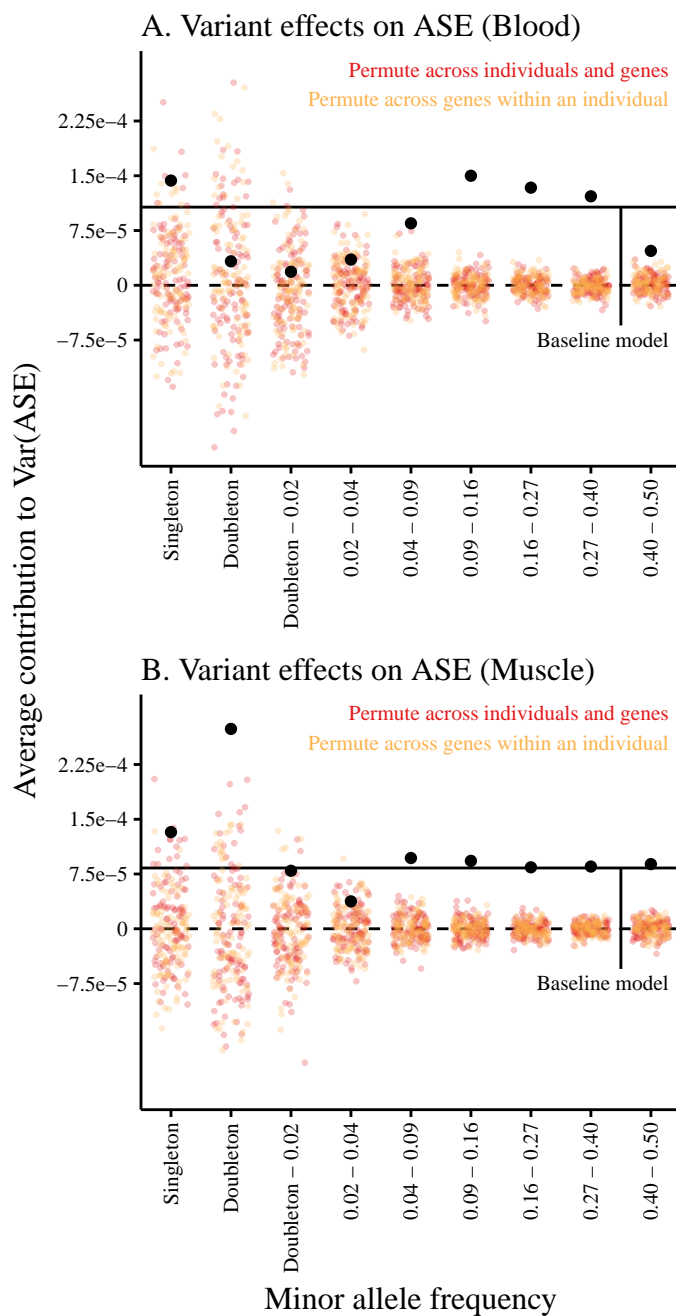 A. Variant effects on ASE (Blood)
Permute across individuals and genes
Permute across genes within an individual
2.25e−4
1.5e−4
7.5e−5
0
−7.5e−5
Baseline model
Singleton
Doubleton
Doubleton − 0.02
0.02 − 0.04
0.04 − 0.09
0.09 − 0.16
0.16 − 0.27
0.27 − 0.40
0.40 − 0.50
Average contribution to Var(ASE)
B. Variant effects on ASE (Muscle)
Permute across individuals and genes
Permute across genes within an individual
2.25e−4
1.5e−4
7.5e−5
0
−7.5e−5
Baseline model
Singleton
Doubleton
Doubleton − 0.02
0.02 − 0.04
0.04 − 0.09
0.09 − 0.16
0.16 − 0.27
0.27 − 0.40
0.40 − 0.50
Minor allele frequency